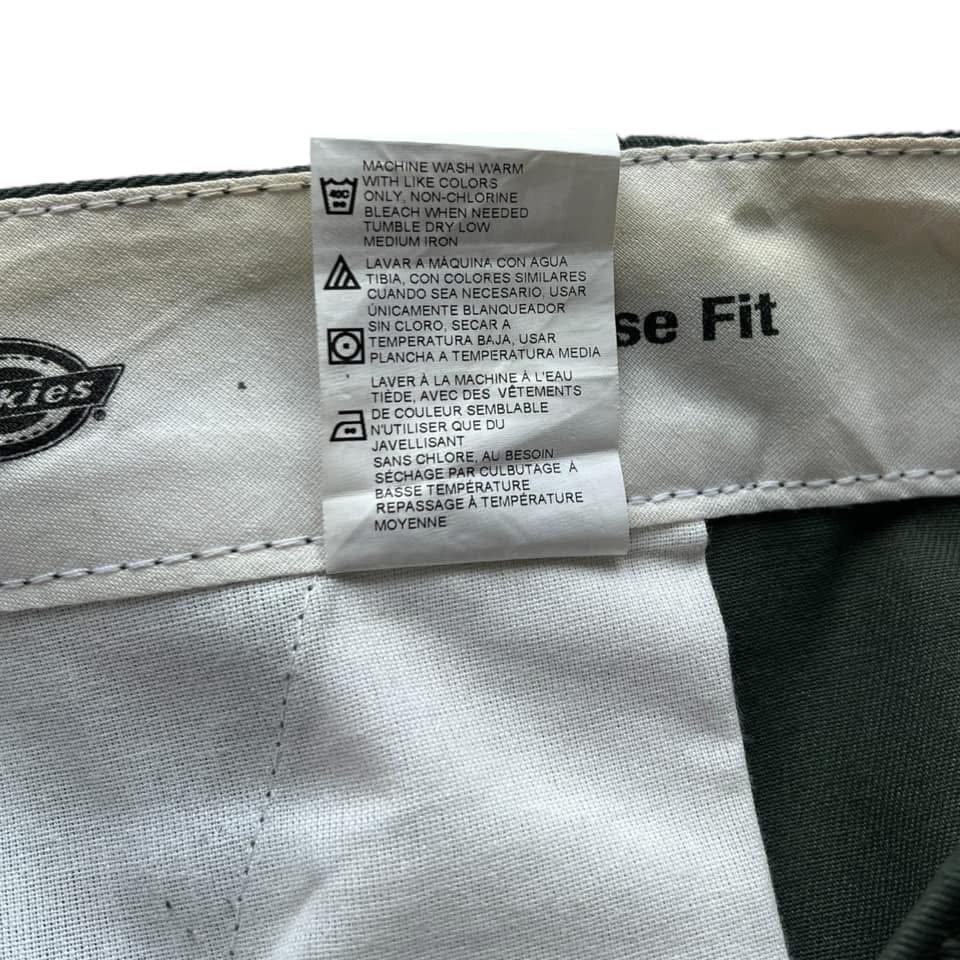 MACHINE WASH WARM
WITH LIKE COLORS
ONLY, NON-CHLORINE
BLEACH WHEN NEEDED
TUMBLE DRY LOW
MEDIUM IRON
40C
LAVAR A MÁQUINA CON AGUA
TIBIA, CON COLORES SIMILARES
CUANDO SEA NECESARIO, USAR
ÚNICAMENTE BLANQUEADOR
SIN CLORO, SECAR A
TEMPERATURA BAJA, USAR
PLANCHA A TEMPERATURA MEDIA
LAVER À LA MACHINE À L'EAU
TIÈDE, AVEC DES VÊTEMENTS
DE COULEUR SEMBLABLE
N'UTILISER QUE DU
JAVELLISANT
SANS CHLORE, AU BESOIN
SÉCHAGE PAR CULBUTAGE À
BASSE TEMPÉRATURE
REPASSAGE À TEMPÉRATURE
MOYENNE
se Fit
kies®